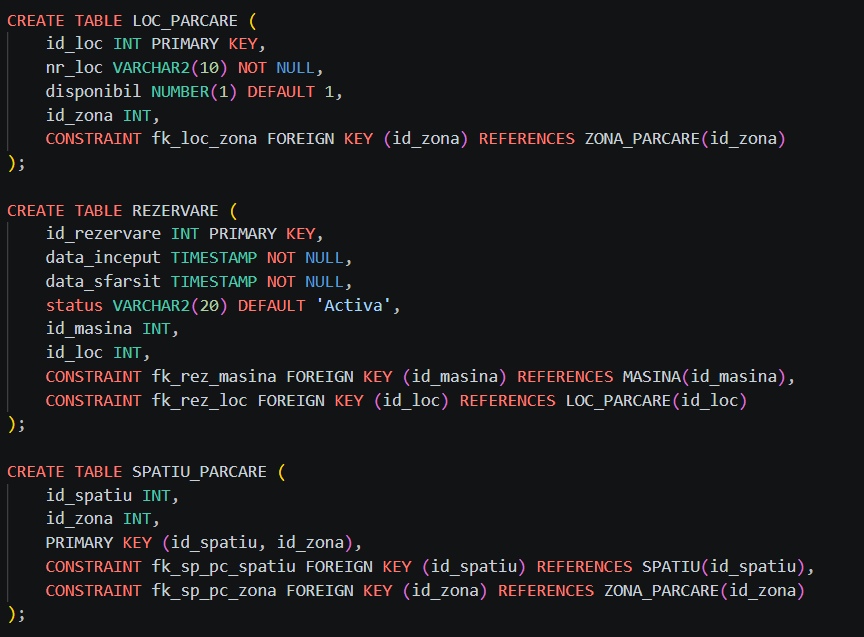 CREATE TABLE LOC_PARCARE (
    id_loc INT PRIMARY KEY,
    nr_loc VARCHAR2(10) NOT NULL,
    disponibil NUMBER(1) DEFAULT 1,
    id_zona INT,
    CONSTRAINT fk_loc_zona FOREIGN KEY (id_zona) REFERENCES ZONA_PARCARE(id_zona)
);

CREATE TABLE REZERVARE (
    id_rezervare INT PRIMARY KEY,
    data_inceput TIMESTAMP NOT NULL,
    data_sfarsit TIMESTAMP NOT NULL,
    status VARCHAR2(20) DEFAULT 'Activa',
    id_masina INT,
    id_loc INT,
    CONSTRAINT fk_rez_masina FOREIGN KEY (id_masina) REFERENCES MASINA(id_masina),
    CONSTRAINT fk_rez_loc FOREIGN KEY (id_loc) REFERENCES LOC_PARCARE(id_loc)
);

CREATE TABLE SPATIU_PARCARE (
    id_spatiu INT,
    id_zona INT,
    PRIMARY KEY (id_spatiu, id_zona),
    CONSTRAINT fk_sp_pc_spatiu FOREIGN KEY (id_spatiu) REFERENCES SPATIU(id_spatiu),
    CONSTRAINT fk_sp_pc_zona FOREIGN KEY (id_zona) REFERENCES ZONA_PARCARE(id_zona)
);